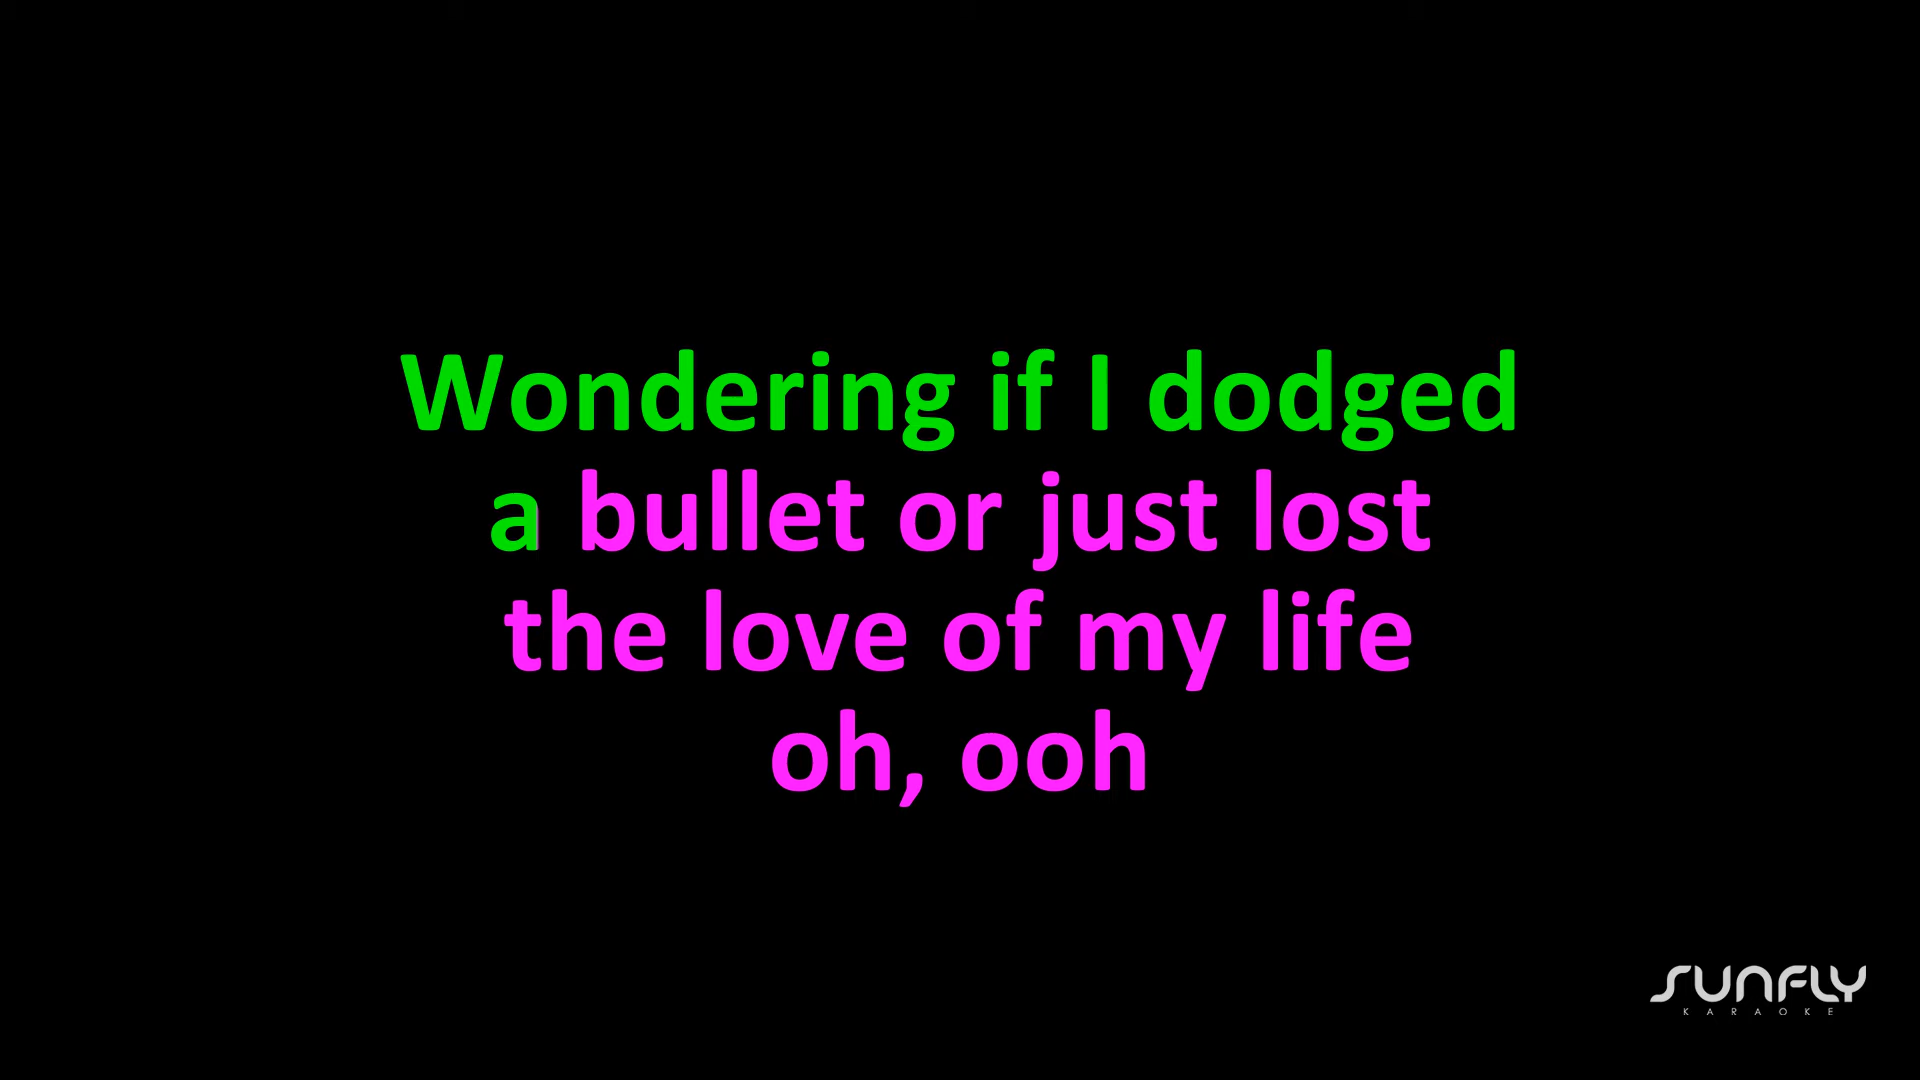 Wondering if I dodged
a bullet or just lost
the love of my life
oh, ooh
SUNFLY
KARAOKE